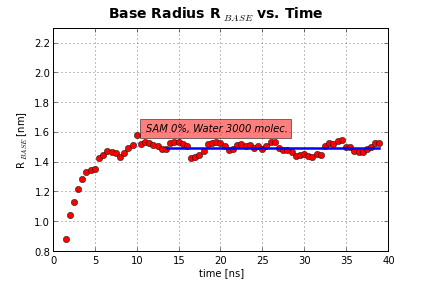 Base Radius R BASE vs. Time
2.2
2.0
1.8
1.6
1.4
1.2
1.0
0.8
R BASE [nm]
SAM 0%, Water 3000 molec.
0 5 10 15 20 25 30 35 40
time [ns]